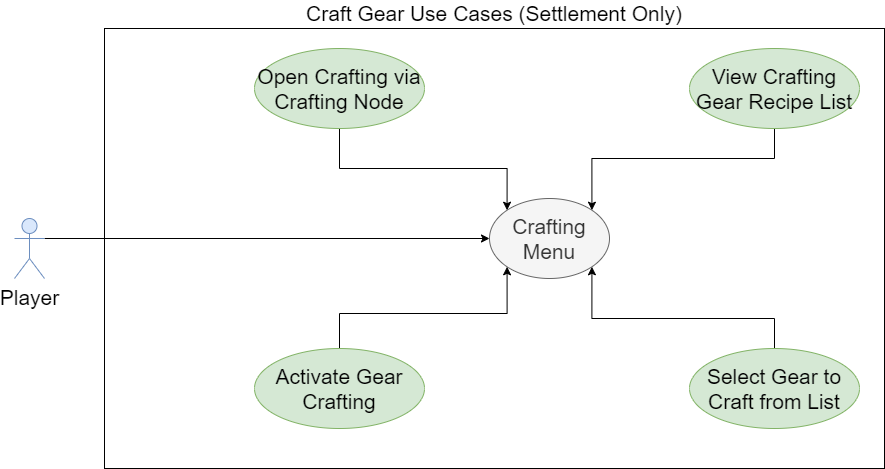 Craft Gear Use Cases (Settlement Only)
Open Crafting via
Crafting Node
View Crafting
Gear Recipe List
Crafting
Menu
Player
Activate Gear
Crafting
Select Gear to
Craft from List